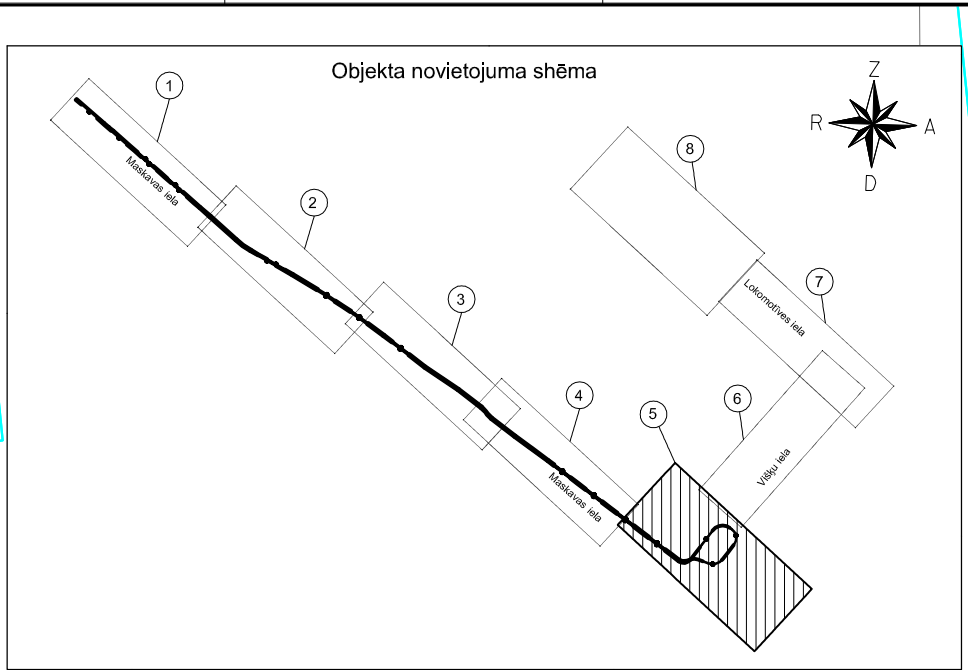 Objekta novietojuma shēma
Z
R
A
D
1
2
3
4
5
6
7
8
Maskavas iela
Maskavas iela
Lokomotīves iela
Višķu iela